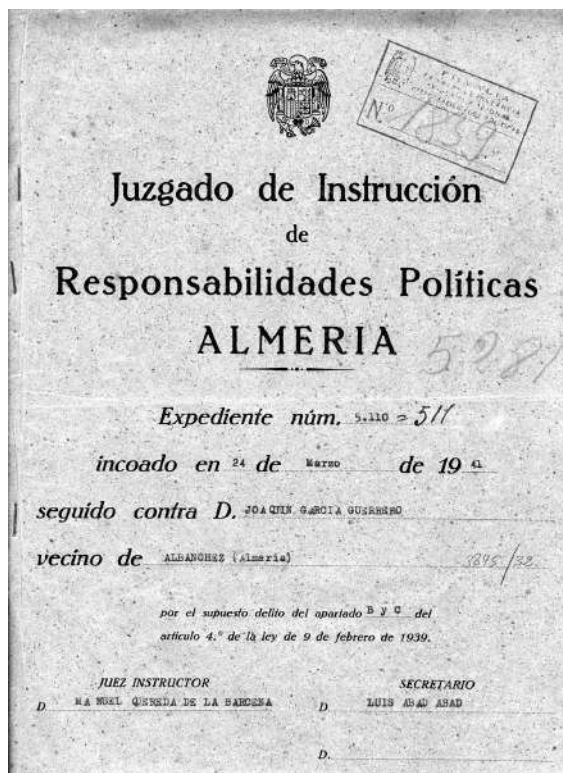 Nº 1839
Juzgado de Instrucción
de
Responsabilidades Políticas
ALMERIA
5281
Expediente núm. 5.110 = 511
incoado en 24 de Marzo de 19 41
seguido contra D. JOAQUIN GARCIA GUERRERO
vecino de ALBANCHEZ (Almeria)
3895/32
por el supuesto delito del apartado B y C del
artículo 4.º de la ley de 9 de febrero de 1939.
JUEZ INSTRUCTOR
SECRETARIO
D MANUEL QUEREDA DE LA BARCENA
D LUIS ABAD ABAD
D.